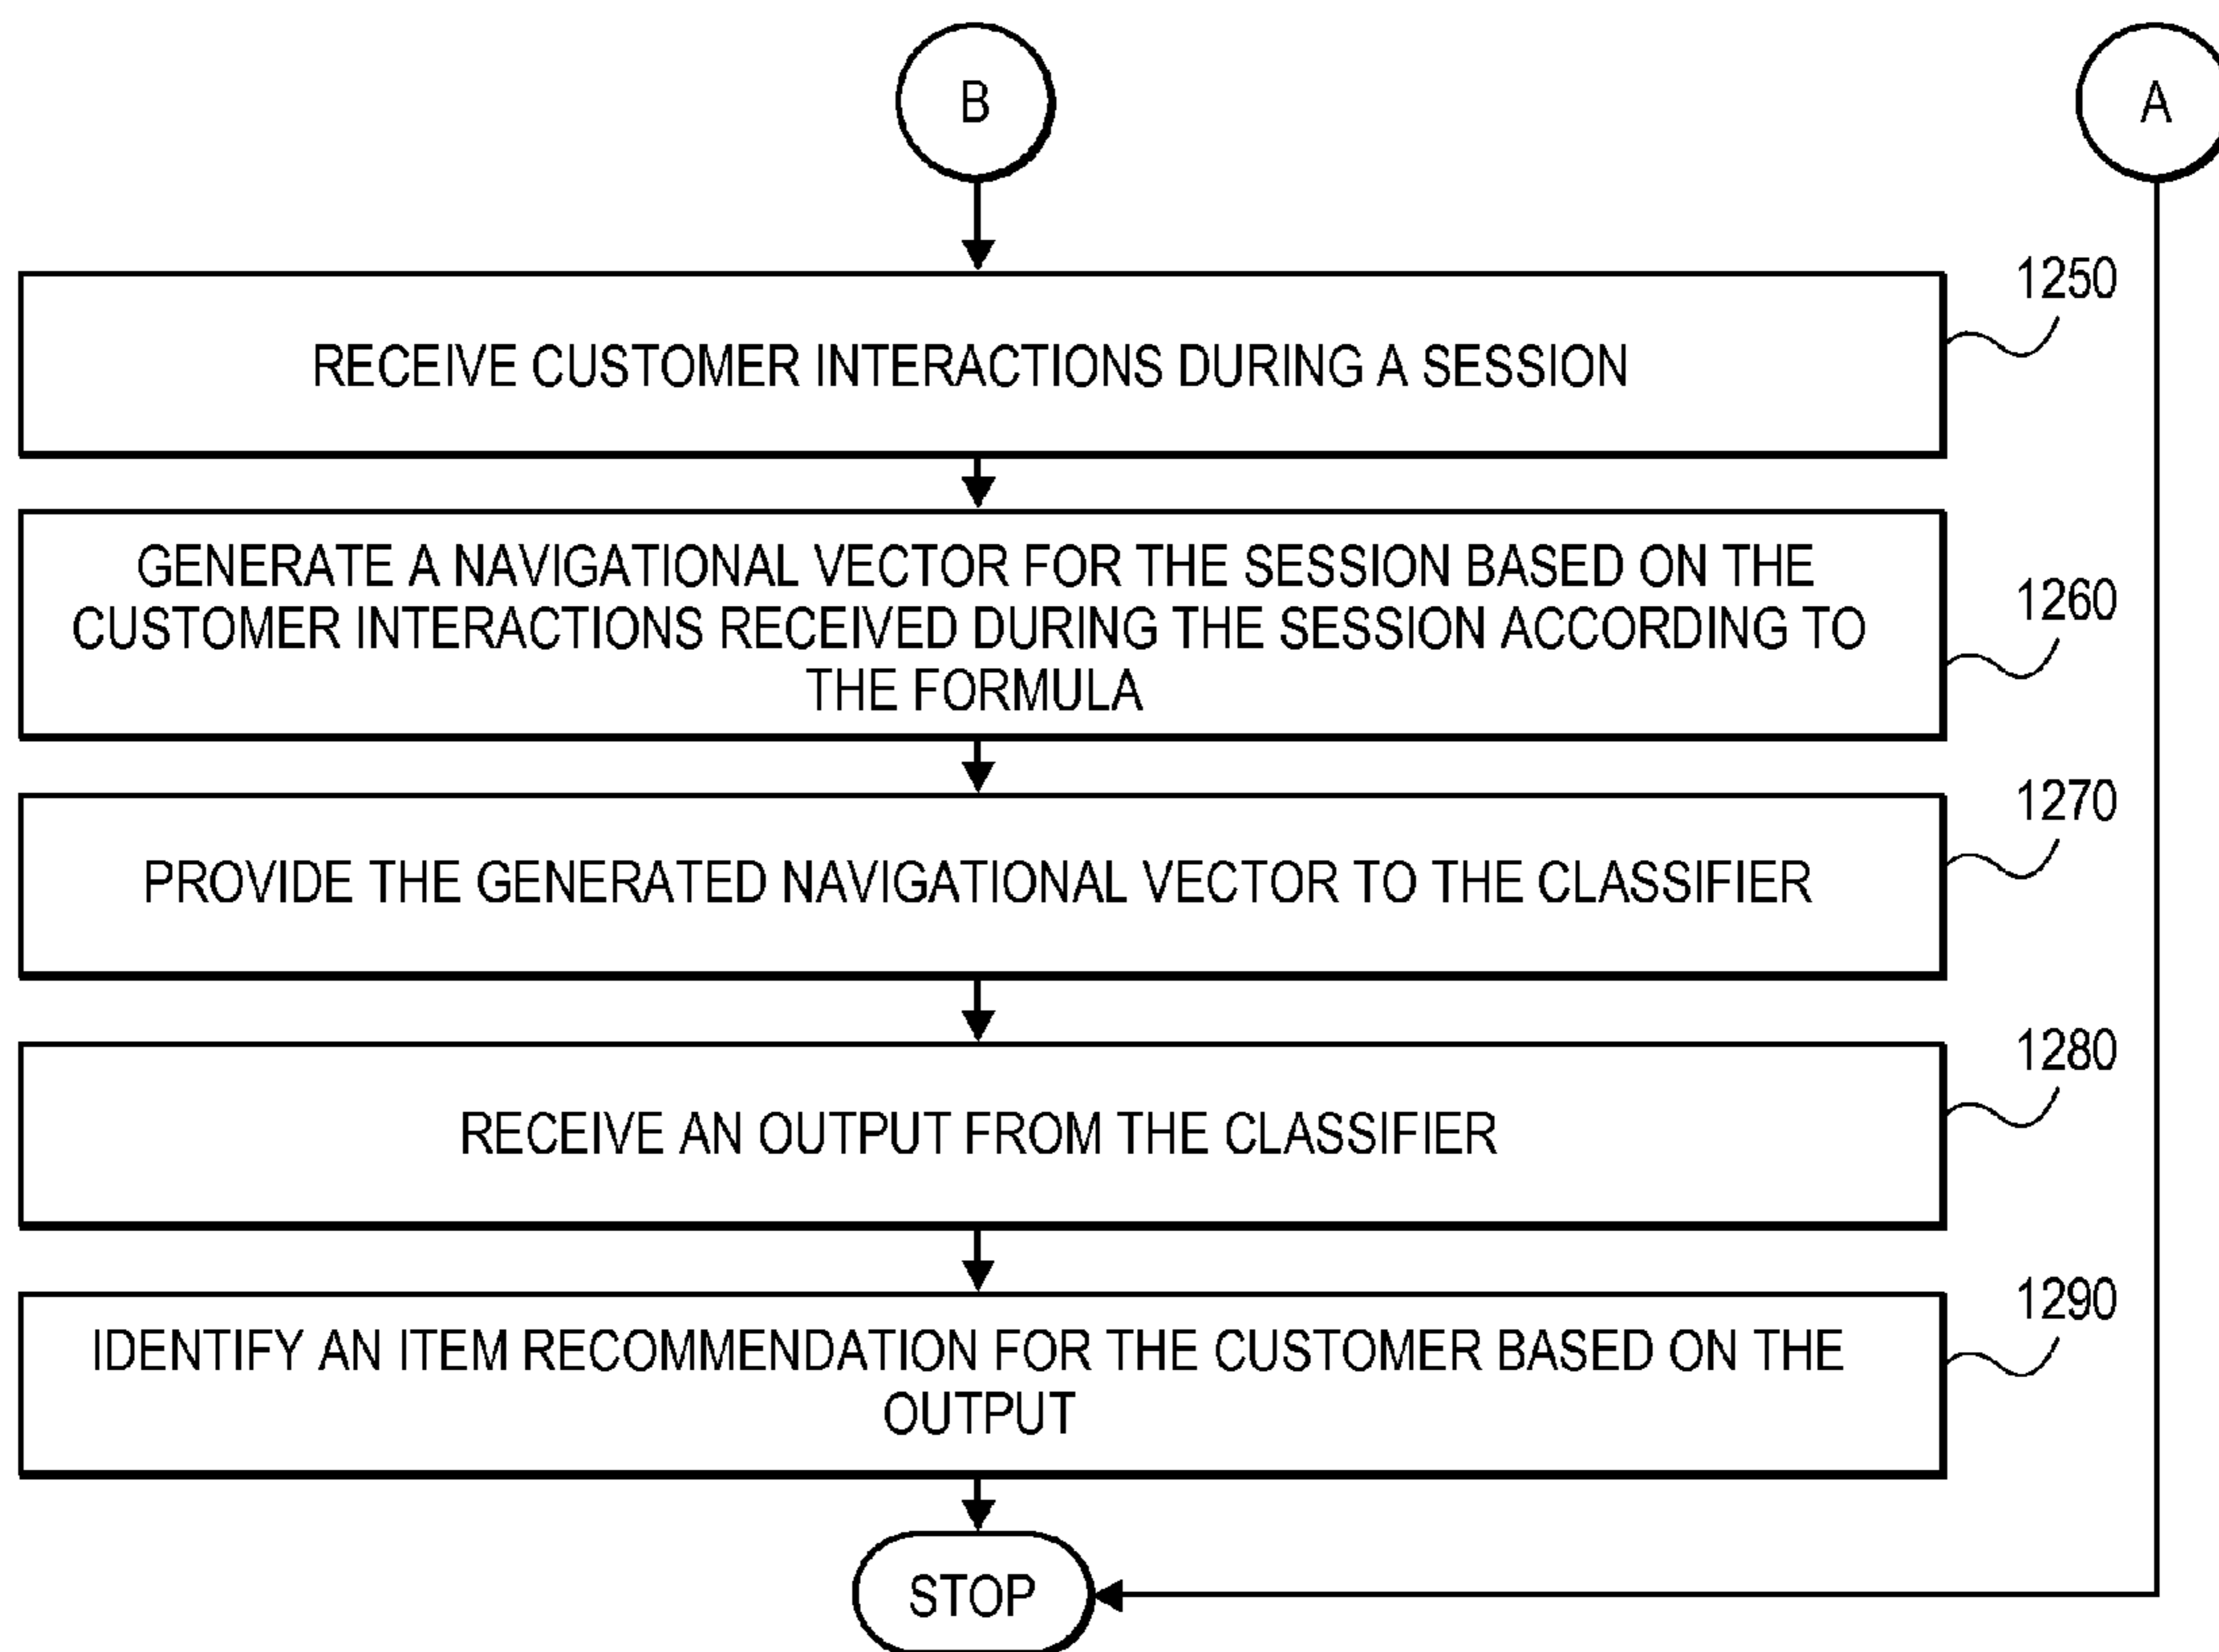 B
A
1250
RECEIVE CUSTOMER INTERACTIONS DURING A SESSION
GENERATE A NAVIGATIONAL VECTOR FOR THE SESSION BASED ON THE
CUSTOMER INTERACTIONS RECEIVED DURING THE SESSION ACCORDING TO
THE FORMULA
1260
1270
PROVIDE THE GENERATED NAVIGATIONAL VECTOR TO THE CLASSIFIER
1280
RECEIVE AN OUTPUT FROM THE CLASSIFIER
1290
IDENTIFY AN ITEM RECOMMENDATION FOR THE CUSTOMER BASED ON THE
OUTPUT
STOP